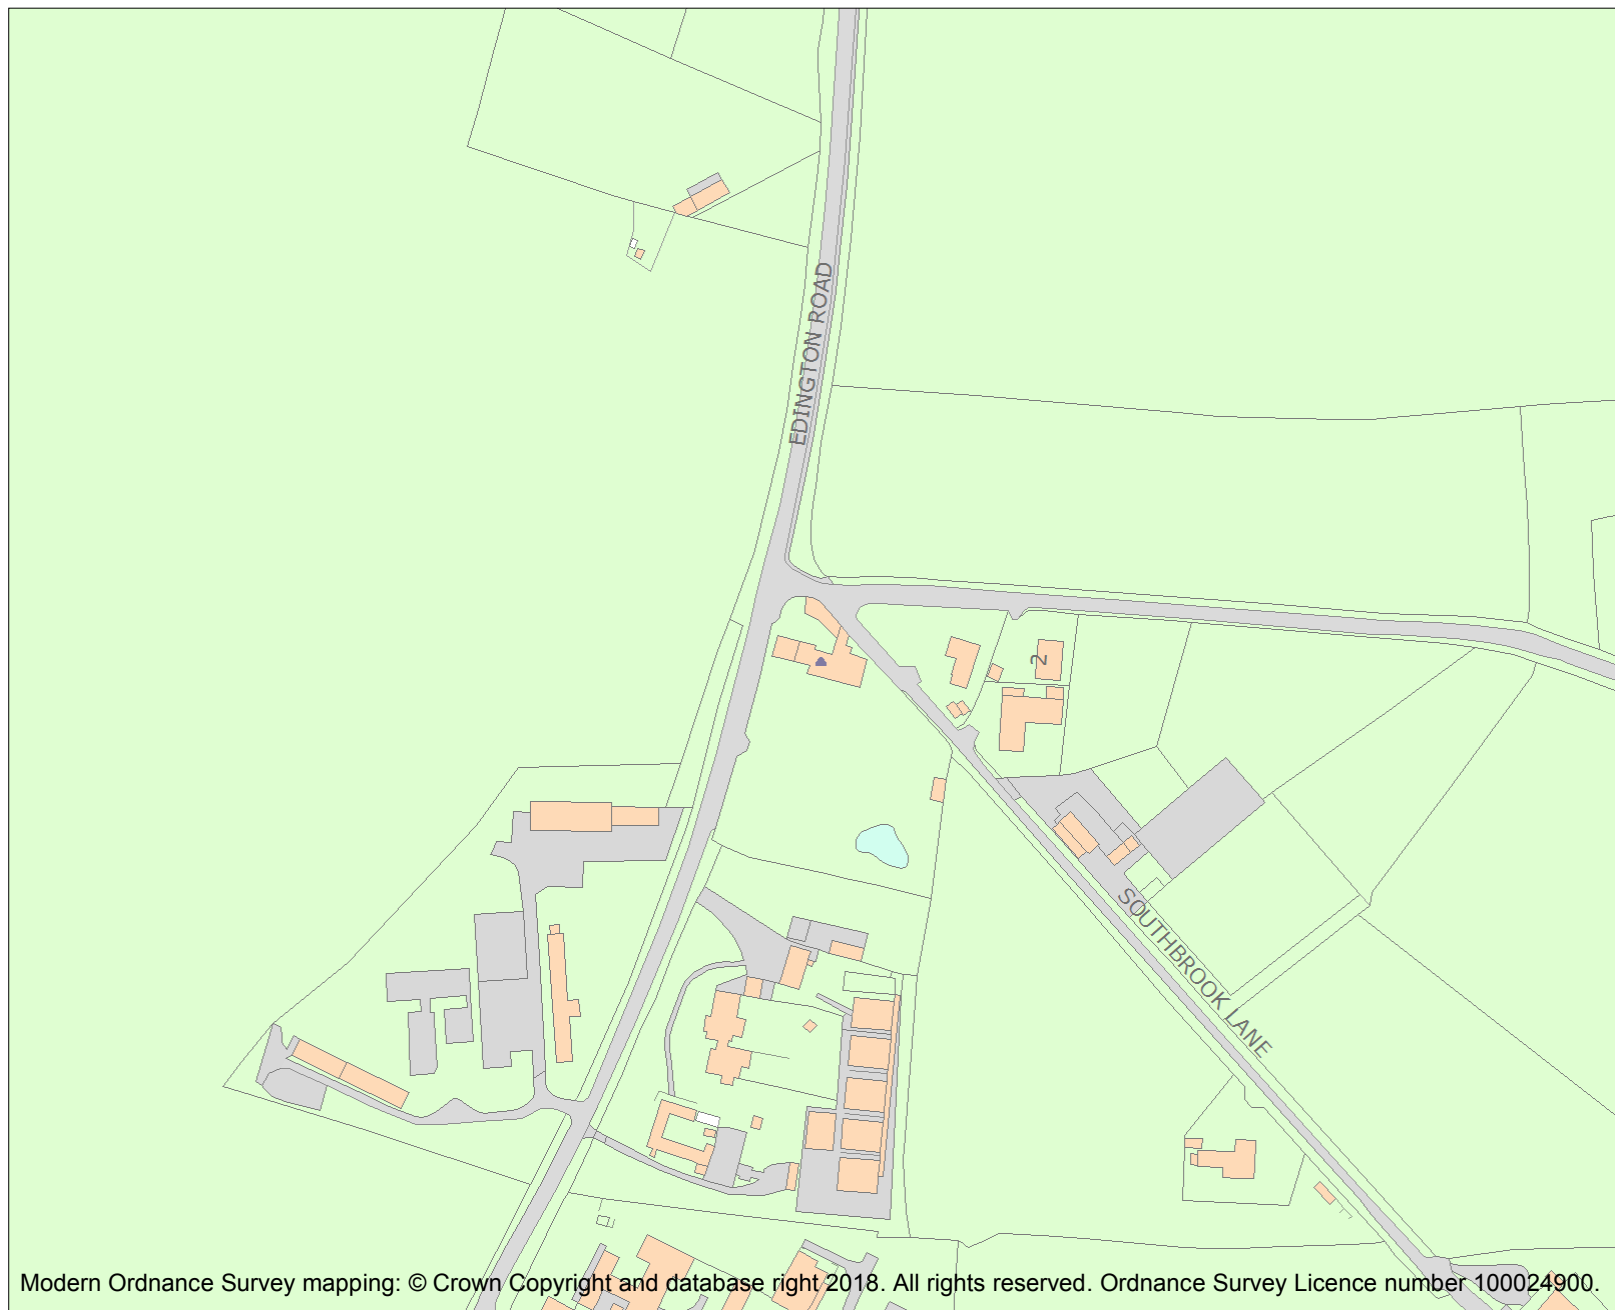 EDINGTON ROAD
2
SOUTHBROOK LANE
Modern Ordnance Survey mapping: © Crown Copyright and database right 2018. All rights reserved. Ordnance Survey Licence number 100024900.